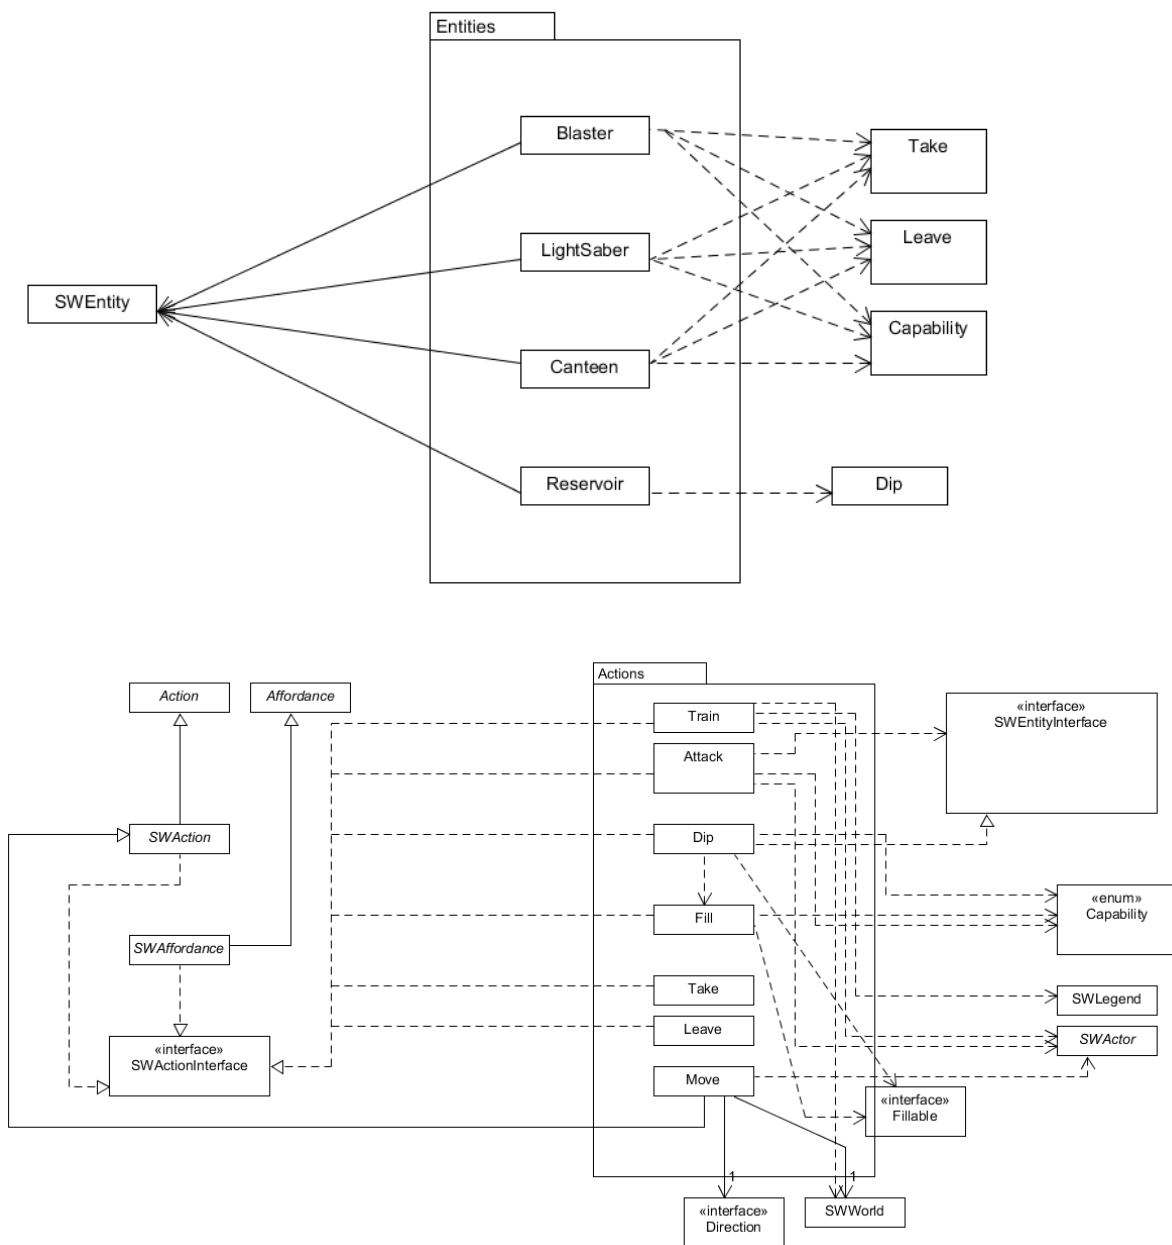 Entities
Blaster
Take
LightSaber
Leave
SWEntity
Capability
Canteen
Reservoir
Dip
Actions
Action
Affordance
Train
«interface»
SWEntityInterface
Attack
SWAction
Dip
«enum»
Capability
Fill
SWAffordance
Take
SWLegend
Leave
SWActor
«interface»
SWActionInterface
Move
«interface»
Fillable
1
1
«interface»
Direction
SWWorld